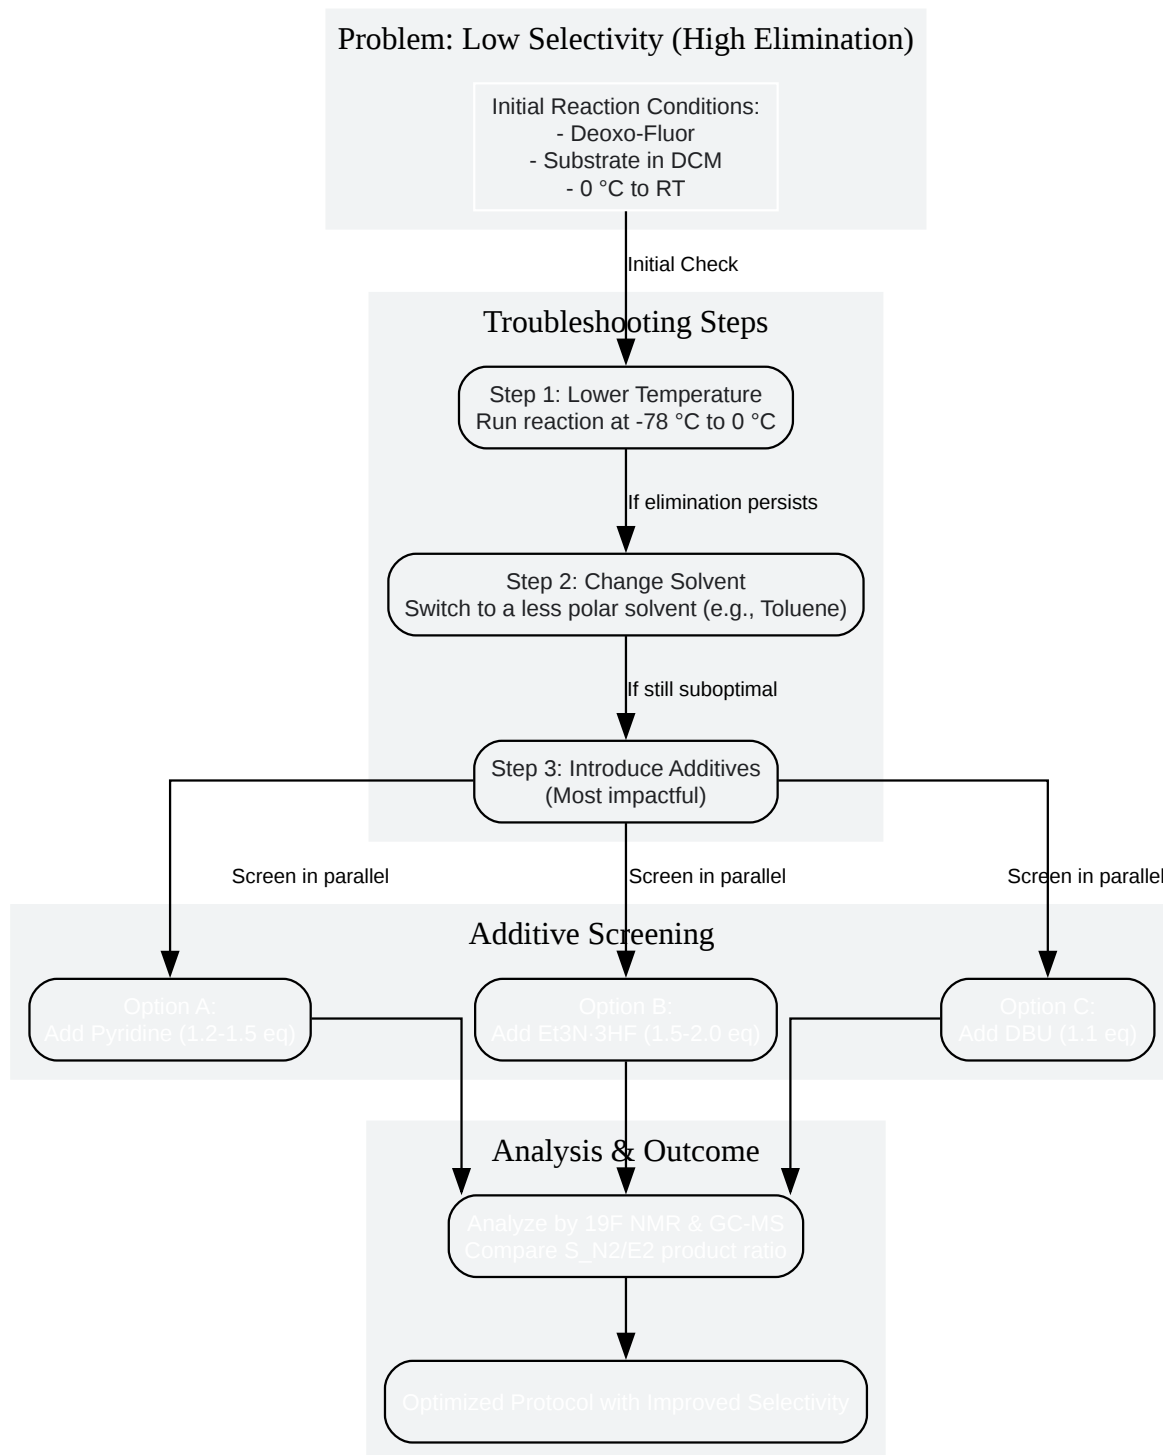 Problem: Low Selectivity (High Elimination)
Initial Reaction Conditions:
- Deoxo-Fluor
- Substrate in DCM
- 0 °C to RT
Initial Check
Troubleshooting Steps
Step 1: Lower Temperature
Run reaction at -78 °C to 0 °C
If elimination persists
Step 2: Change Solvent
Switch to a less polar solvent (e.g., Toluene)
If still suboptimal
Step 3: Introduce Additives
(Most impactful)
Screen in parallel
Screen in parallel
Screen in parallel
Additive Screening
Option A:
Add Pyridine (1.2-1.5 eq)
Option B:
Add Et3N·3HF (1.5-2.0 eq)
Option C:
Add DBU (1.1 eq)
Analysis & Outcome
Analyze by 19F NMR & GC-MS
Compare S_N2/E2 product ratio
Optimized Protocol with Improved Selectivity